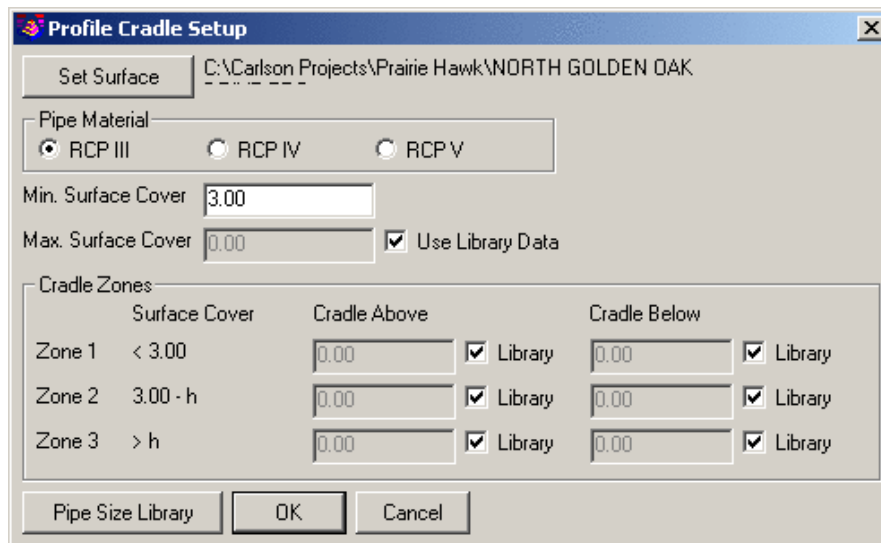 Profile Cradle Setup
Set Surface C:\Carlson Projects\Prairie Hawk\NORTH GOLDEN OAK
Pipe Material
RCP III RCP IV RCP V
Min. Surface Cover 3.00
Max. Surface Cover 0.00 Use Library Data
Cradle Zones
Surface Cover Cradle Above Cradle Below
Zone 1 < 3.00 0.00 Library 0.00 Library
Zone 2 3.00 - h 0.00 Library 0.00 Library
Zone 3 > h 0.00 Library 0.00 Library
Pipe Size Library OK Cancel